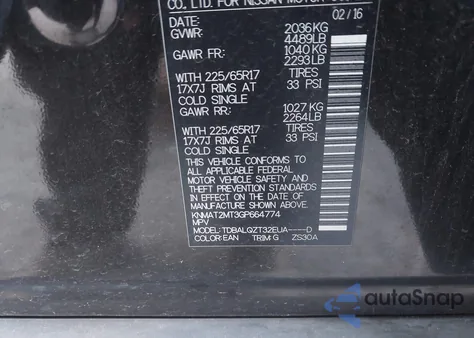 CO., LTD. FOR NISSAN MOTOR
DATE: 02/16
GVWR: 2036KG
4489LB
GAWR FR: 1040KG
2293LB
WITH 225/65R17 TIRES
17X7J RIMS AT 33 PSI
COLD SINGLE
GAWR RR: 1027 KG
2264LB
WITH 225/65R17 TIRES
17X7J RIMS AT 33 PSI
COLD SINGLE
THIS VEHICLE CONFORMS TO
ALL APPLICABLE FEDERAL
MOTOR VEHICLE SAFETY AND
THEFT PREVENTION STANDARDS
IN EFFECT ON THE DATE OF
MANUFACTURE SHOWN ABOVE.
KNMAT2MT3GP664774
MPV
MODEL: TDBALQZT32EUA----D
COLOR:EAN TRIM:G ZS30A
autoSnap